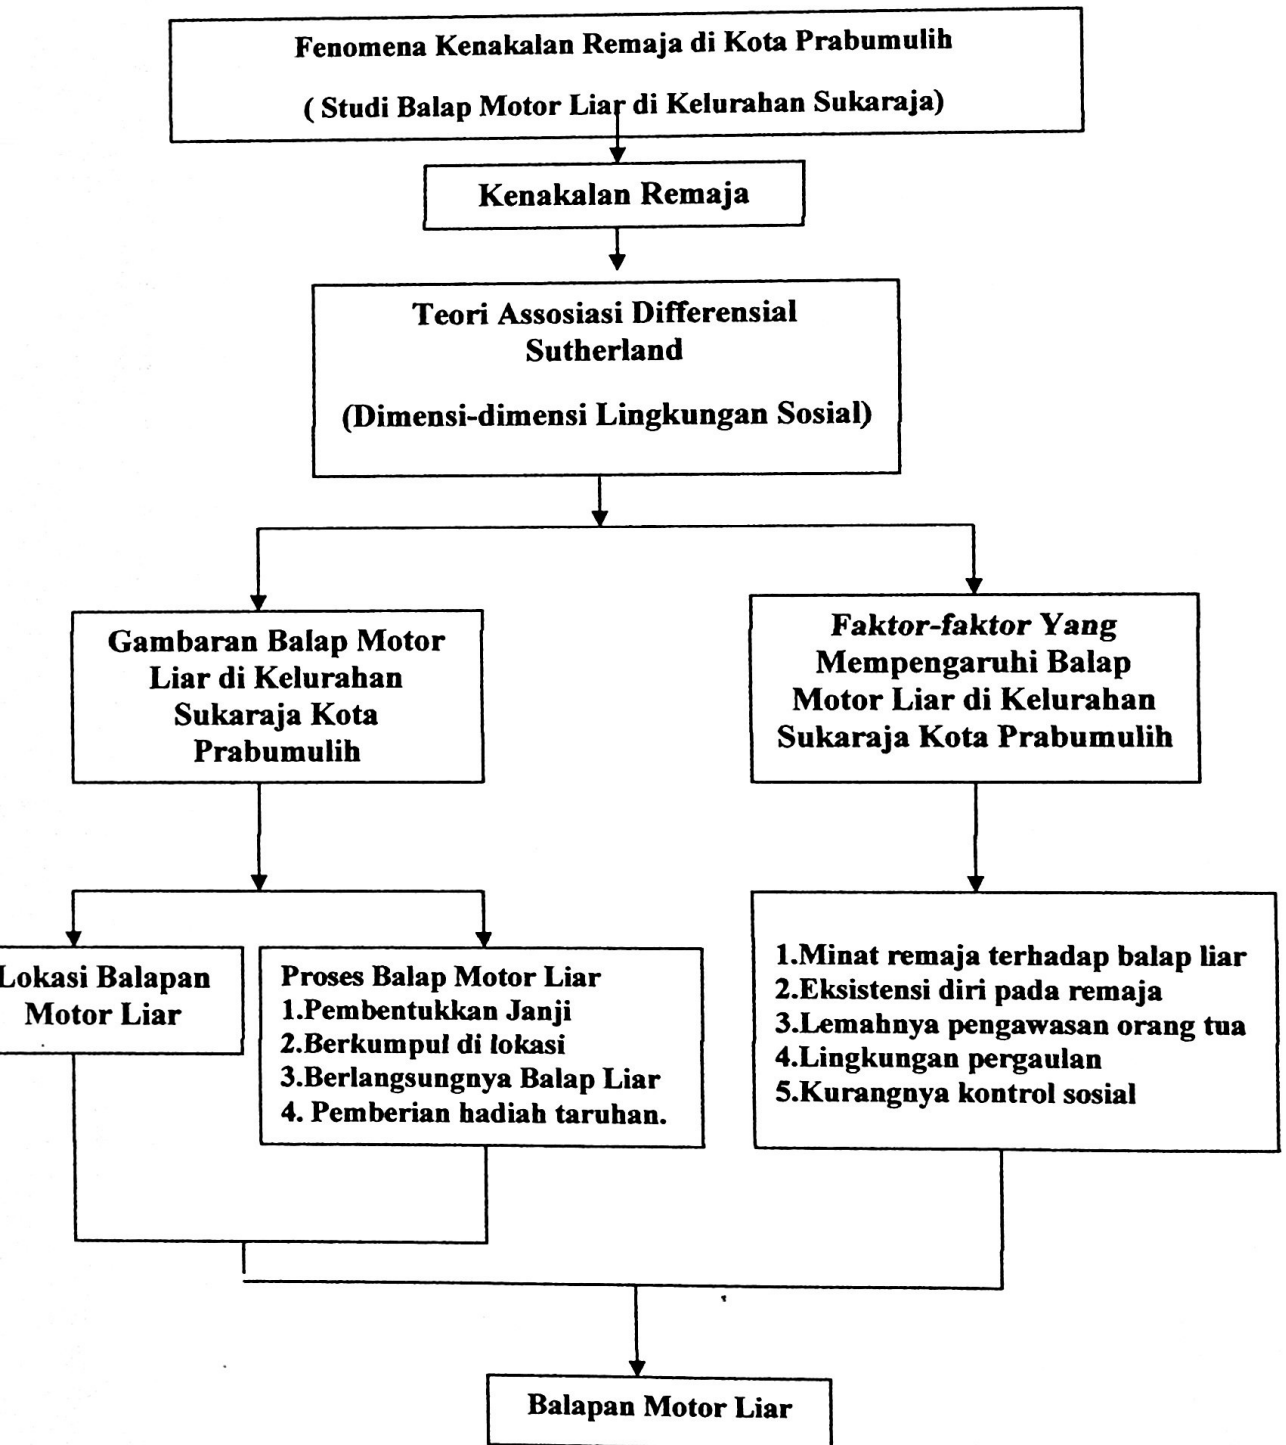 Fenomena Kenakalan Remaja di Kota Prabumulih
( Studi Balap Motor Liar di Kelurahan Sukaraja)
Kenakalan Remaja
Teori Assosiasi Differensial
Sutherland
(Dimensi-dimensi Lingkungan Sosial)
Gambaran Balap Motor
Liar di Kelurahan
Sukaraja Kota
Prabumulih
Faktor-faktor Yang
Mempengaruhi Balap
Motor Liar di Kelurahan
Sukaraja Kota Prabumulih
Lokasi Balapan
Motor Liar
Proses Balap Motor Liar
1.Pembentukkan Janji
2.Berkumpul di lokasi
3.Berlangsungnya Balap Liar
4. Pemberian hadiah taruhan.
1.Minat remaja terhadap balap liar
2.Eksistensi diri pada remaja
3.Lemahnya pengawasan orang tua
4.Lingkungan pergaulan
5.Kurangnya kontrol sosial
Balapan Motor Liar